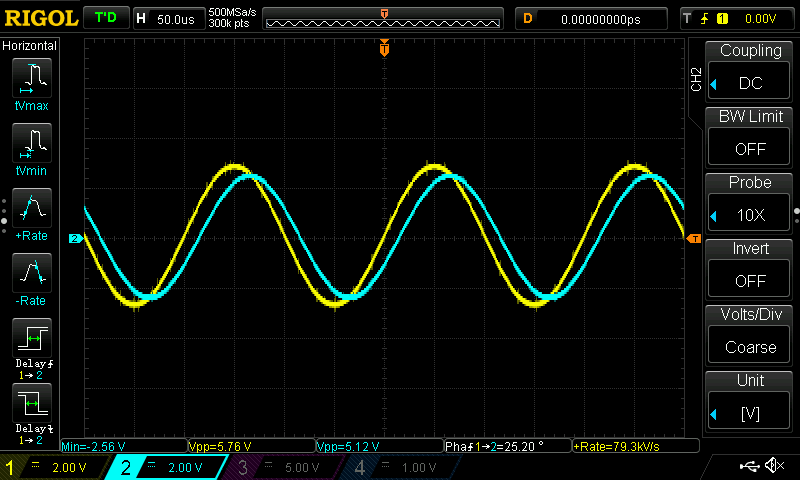 RIGOL T'D H 50.0us 500MSa/s 300k pts T D 0.00000000ps T 1 0.00V
Horizontal
T
tVmax
tVmin
+Rate
-Rate
Delay
1→2
Delay
1→2
2
T
CH2
Coupling
DC
BW Limit
OFF
Probe
10X
Invert
OFF
Volts/Div
Coarse
Unit
[V]
Min=-2.56 V Vpp=5.76 V Vpp=5.12 V Pha 1→2=25.20 ° +Rate=79.3kV/s
1 2.00 V 2 2.00 V 3 5.00 V 4 1.00 V